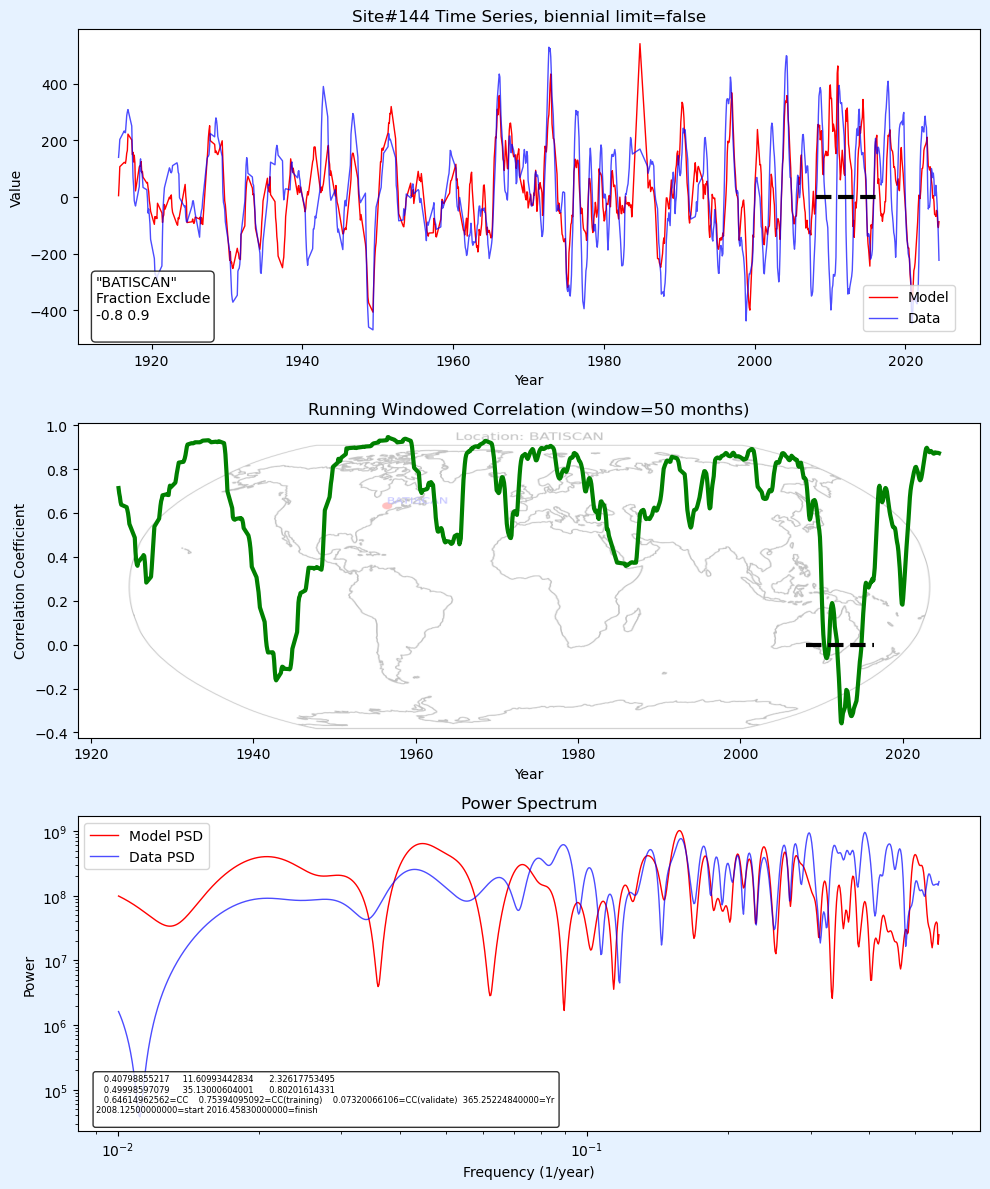 Site#144 Time Series, biennial limit=false
Value
400
200
0
−200
−400
"BATISCAN"
Fraction Exclude
-0.8 0.9
Model
Data
1920
1940
1960
1980
2000
2020
Year
Running Windowed Correlation (window=50 months)
Location: BATISCAN
BATISCAN
Correlation Coefficient
1.0
0.8
0.6
0.4
0.2
0.0
−0.2
−0.4
1920
1940
1960
1980
2000
2020
Year
Power Spectrum
Model PSD
Data PSD
Power
10^9
10^8
10^7
10^6
10^5
0.40798855217 11.60993442834 2.32617753495
0.49998597079 35.13000604001 0.80201614331
0.64614962562=CC 0.75394095092=CC(training) 0.07320066106=CC(validate) 365.25224840000=Yr
2008.12500000000=start 2016.45830000000=finish
10^−2
10^−1
Frequency (1/year)